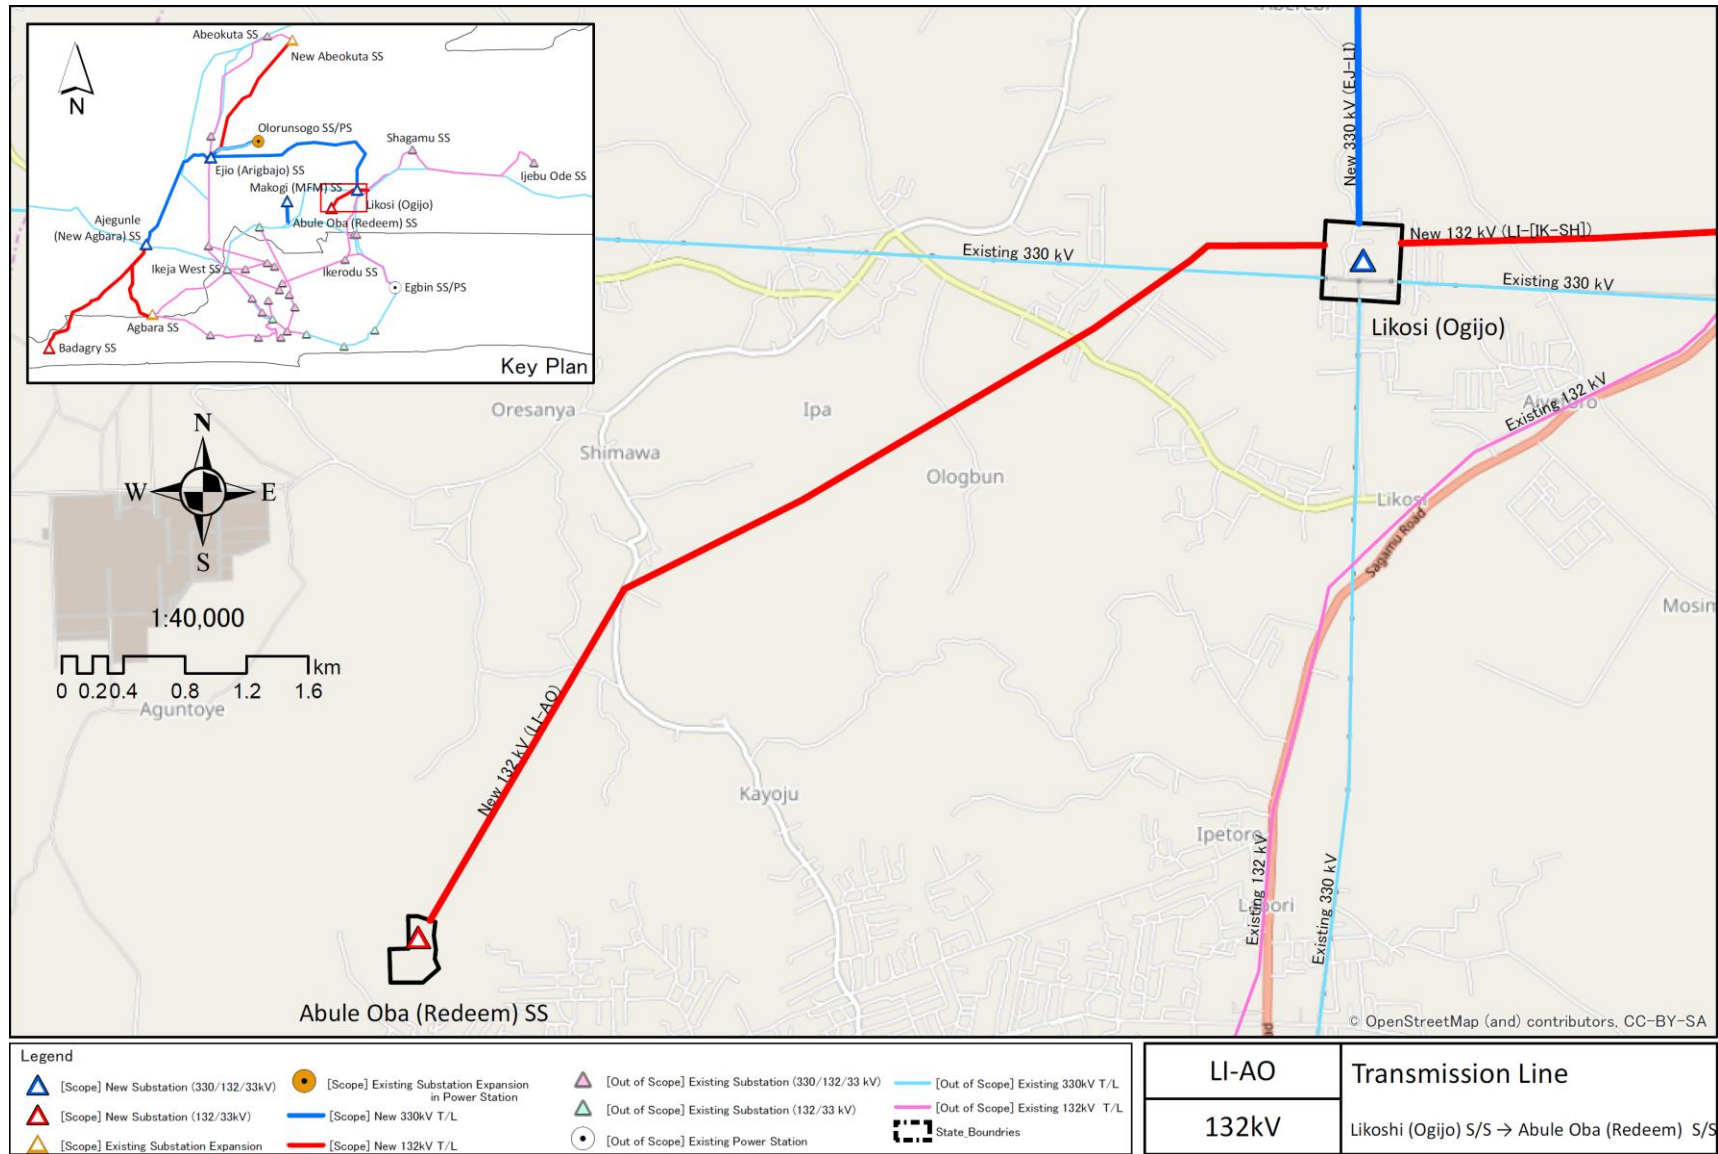 Abeokuta SS
New Abeokuta SS
N
Olorunsogo SS/PS
Shagamu SS
Ejio (Arigbajo) SS
Ijebu Ode SS
Makogi (MFM) SS
Likosi (Ogijo)
Ajegunle
(New Agbara) SS
Abule Oba (Redeem) SS
Ikeja West SS
Ikerodu SS
Egbin SS/PS
Agbara SS
Badagry SS
Key Plan
New 330 kV (EJ-LI)
New 132 kV (LI-[IK-SH])
Existing 330 kV
Existing 330 kV
Likosi (Ogijo)
Oresanya
Ipa
Shimawa
Ologbun
Existing 132 kV
Likosi
Sagamu Road
N
W
E
S
1:40,000
km
0 0.20.4 0.8 1.2 1.6
Aguntoye
New 132 kV (LI-AO)
Kayoju
Ipetoro
Existing 132 kV
Existing 330 kV
Abule Oba (Redeem) SS
© OpenStreetMap (and) contributors, CC-BY-SA
Legend
[Scope] New Substation (330/132/33kV)
[Scope] New Substation (132/33kV)
[Scope] Existing Substation Expansion
[Scope] Existing Substation Expansion
in Power Station
[Scope] New 330kV T/L
[Scope] New 132kV T/L
[Out of Scope] Existing Substation (330/132/33 kV)
[Out of Scope] Existing Substation (132/33 kV)
[Out of Scope] Existing Power Station
[Out of Scope] Existing 330kV T/L
[Out of Scope] Existing 132kV T/L
State_Boundries
LI-AO
132kV
Transmission Line
Likoshi (Ogijo) S/S → Abule Oba (Redeem) S/S